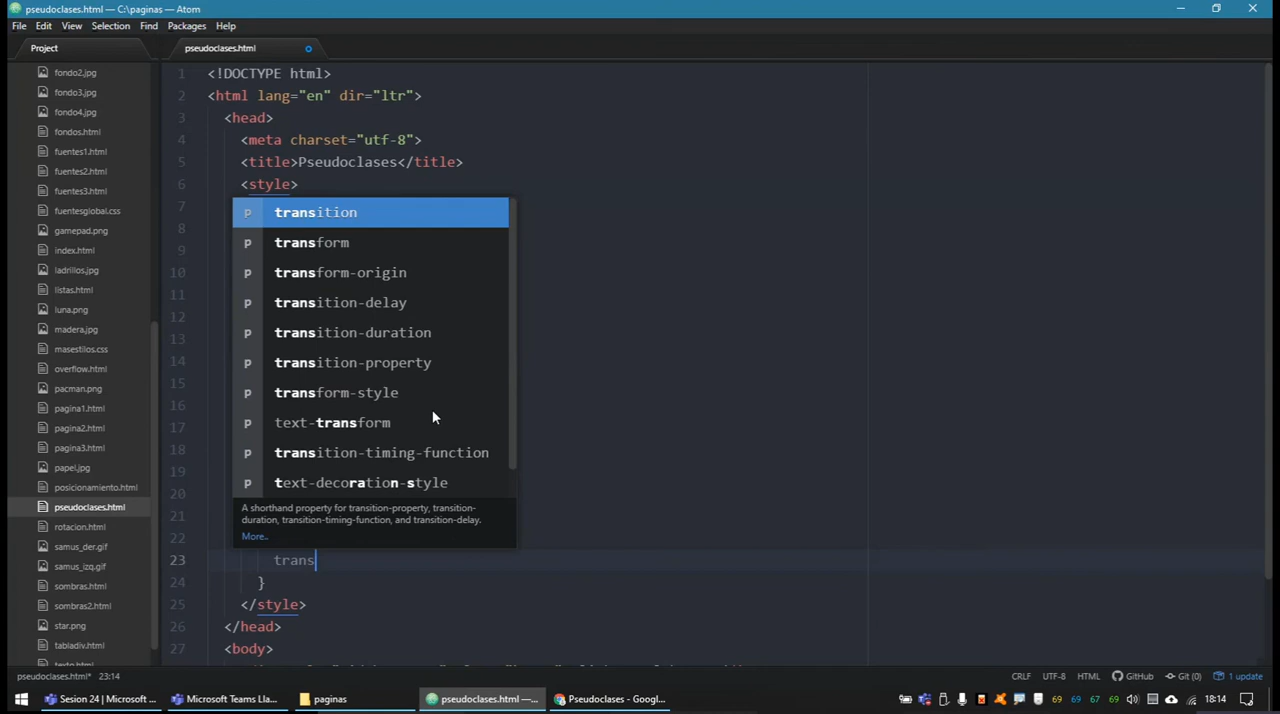 pseudoclases.html — C:\paginas — Atom
File Edit View Selection Find Packages Help
Project
pseudoclases.html
fondo2.jpg
fondo3.jpg
fondo4.jpg
fondos.html
fuentes1.html
fuentes2.html
fuentes3.html
fuentesglobal.css
gamepad.png
index.html
ladrillos.jpg
listas.html
luna.png
madera.jpg
masestilos.css
overflow.html
pacman.png
pagina1.html
pagina2.html
pagina3.html
papel.jpg
posicionamiento.html
pseudoclases.html
rotacion.html
samus_der.gif
samus_izq.gif
sombras.html
sombras2.html
star.png
tabladiv.html
texto.html
1 <!DOCTYPE html>
2 <html lang="en" dir="ltr">
3 <head>
4 <meta charset="utf-8">
5 <title>Pseudoclases</title>
6 <style>
7
8
9
10
11
12
13
14
15
16
17
18
19
20
21
22
23 trans
24 }
25 </style>
26 </head>
27 <body>
p transition
p transform
p transform-origin
p transition-delay
p transition-duration
p transition-property
p transform-style
p text-transform
p transition-timing-function
p text-decoration-style
A shorthand property for transition-property, transition-
duration, transition-timing-function, and transition-delay.
More..
pseudoclases.html* 23:14
CRLF UTF-8 HTML GitHub Git (0) 1 update
Sesion 24 | Microsoft ... Microsoft Teams Lla... paginas pseudoclases.html —... Pseudoclases - Googl... 69 69 67 69 18:14